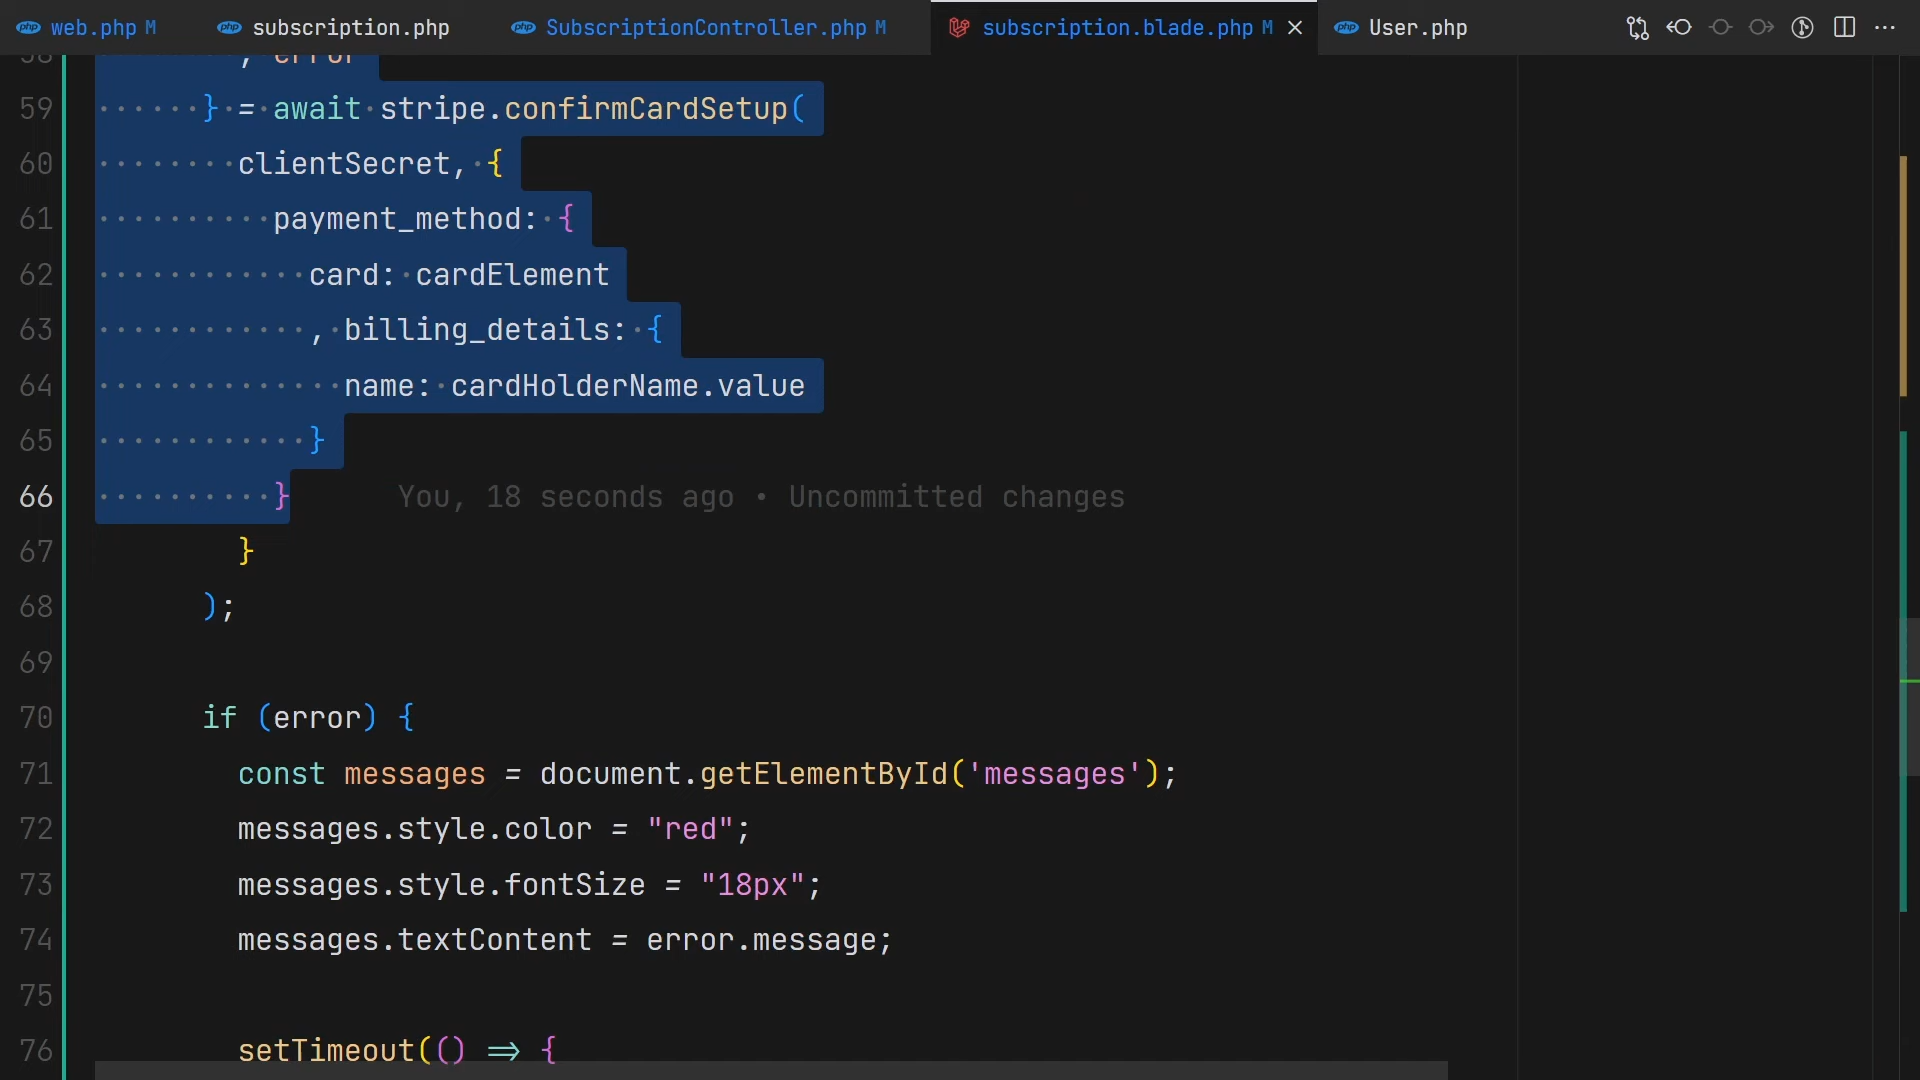 web.php M subscription.php SubscriptionController.php M subscription.blade.php M User.php
58 , error
59 } = await stripe.confirmCardSetup(
60 clientSecret, {
61 payment_method: {
62 card: cardElement
63 , billing_details: {
64 name: cardHolderName.value
65 }
66 } You, 18 seconds ago • Uncommitted changes
67 }
68 );
69
70 if (error) {
71 const messages = document.getElementById('messages');
72 messages.style.color = "red";
73 messages.style.fontSize = "18px";
74 messages.textContent = error.message;
75
76 setTimeout(() => {